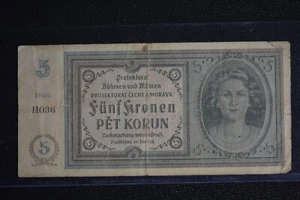 5
H036
Protektorat
Böhmen und Mähren
PROTEKTORÁT ČECHY A MORAVA
Fünf Kronen
PĚT KORUN
5